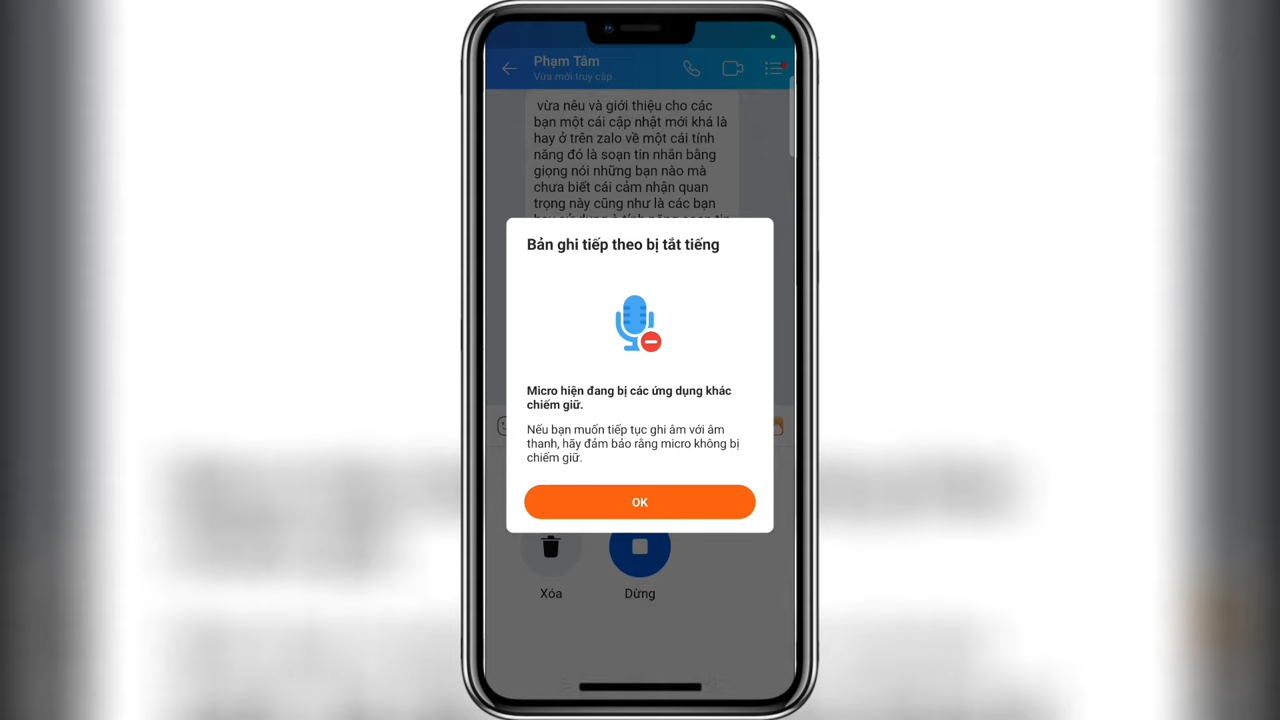 Phạm Tâm
Vừa mới truy cập
vừa nêu và giới thiệu cho các
bạn một cái cập nhật mới khá là
hay ở trên zalo về một cái tính
năng đó là soạn tin nhắn bằng
giọng nói những bạn nào mà
chưa biết cái cảm nhận quan
trọng này cũng như là các bạn
Bản ghi tiếp theo bị tắt tiếng
Micro hiện đang bị các ứng dụng khác
chiếm giữ.
Nếu bạn muốn tiếp tục ghi âm với âm
thanh, hãy đảm bảo rằng micro không bị
chiếm giữ.
OK
Xóa
Dừng